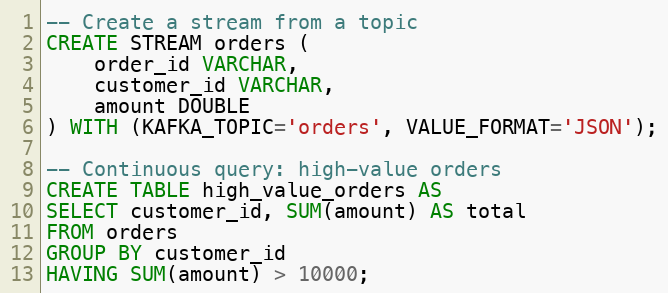 1 -- Create a stream from a topic
2 CREATE STREAM orders (
3     order_id VARCHAR,
4     customer_id VARCHAR,
5     amount DOUBLE
6 ) WITH (KAFKA_TOPIC='orders', VALUE_FORMAT='JSON');
7
8 -- Continuous query: high-value orders
9 CREATE TABLE high_value_orders AS
10 SELECT customer_id, SUM(amount) AS total
11 FROM orders
12 GROUP BY customer_id
13 HAVING SUM(amount) > 10000;